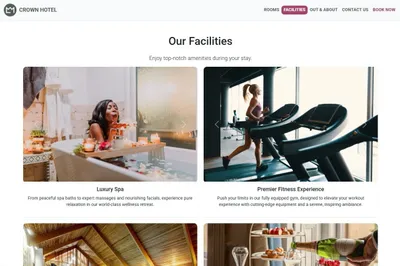 CROWN HOTEL
ROOMS FACILITIES OUT & ABOUT CONTACT US BOOK NOW
Our Facilities
Enjoy top-notch amenities during your stay.
Luxury Spa
From peaceful spa baths to expert massages and nourishing facials, experience pure
relaxation in our world-class wellness retreat.
Premier Fitness Experience
Push your limits in our fully equipped gym, designed to elevate your workout
experience with cutting-edge equipment and a serene, inspiring ambiance